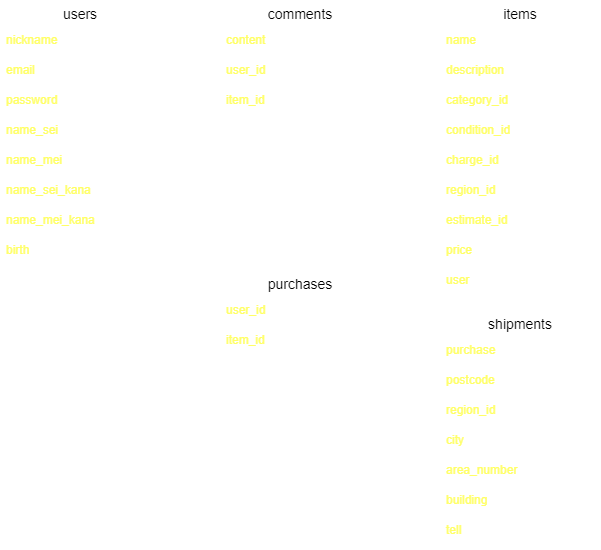 users
nickname
email
password
name_sei
name_mei
name_sei_kana
name_mei_kana
birth
comments
content
user_id
item_id
purchases
user_id
item_id
items
name
description
category_id
condition_id
charge_id
region_id
estimate_id
price
user
shipments
purchase
postcode
region_id
city
area_number
building
tell